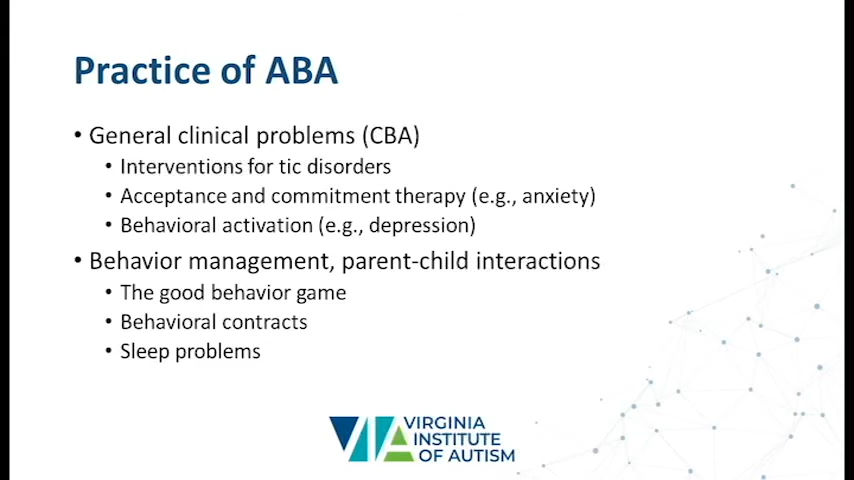 Practice of ABA
• General clinical problems (CBA)
• Interventions for tic disorders
• Acceptance and commitment therapy (e.g., anxiety)
• Behavioral activation (e.g., depression)
• Behavior management, parent-child interactions
• The good behavior game
• Behavioral contracts
• Sleep problems
VIA
VIRGINIA
INSTITUTE
OF AUTISM